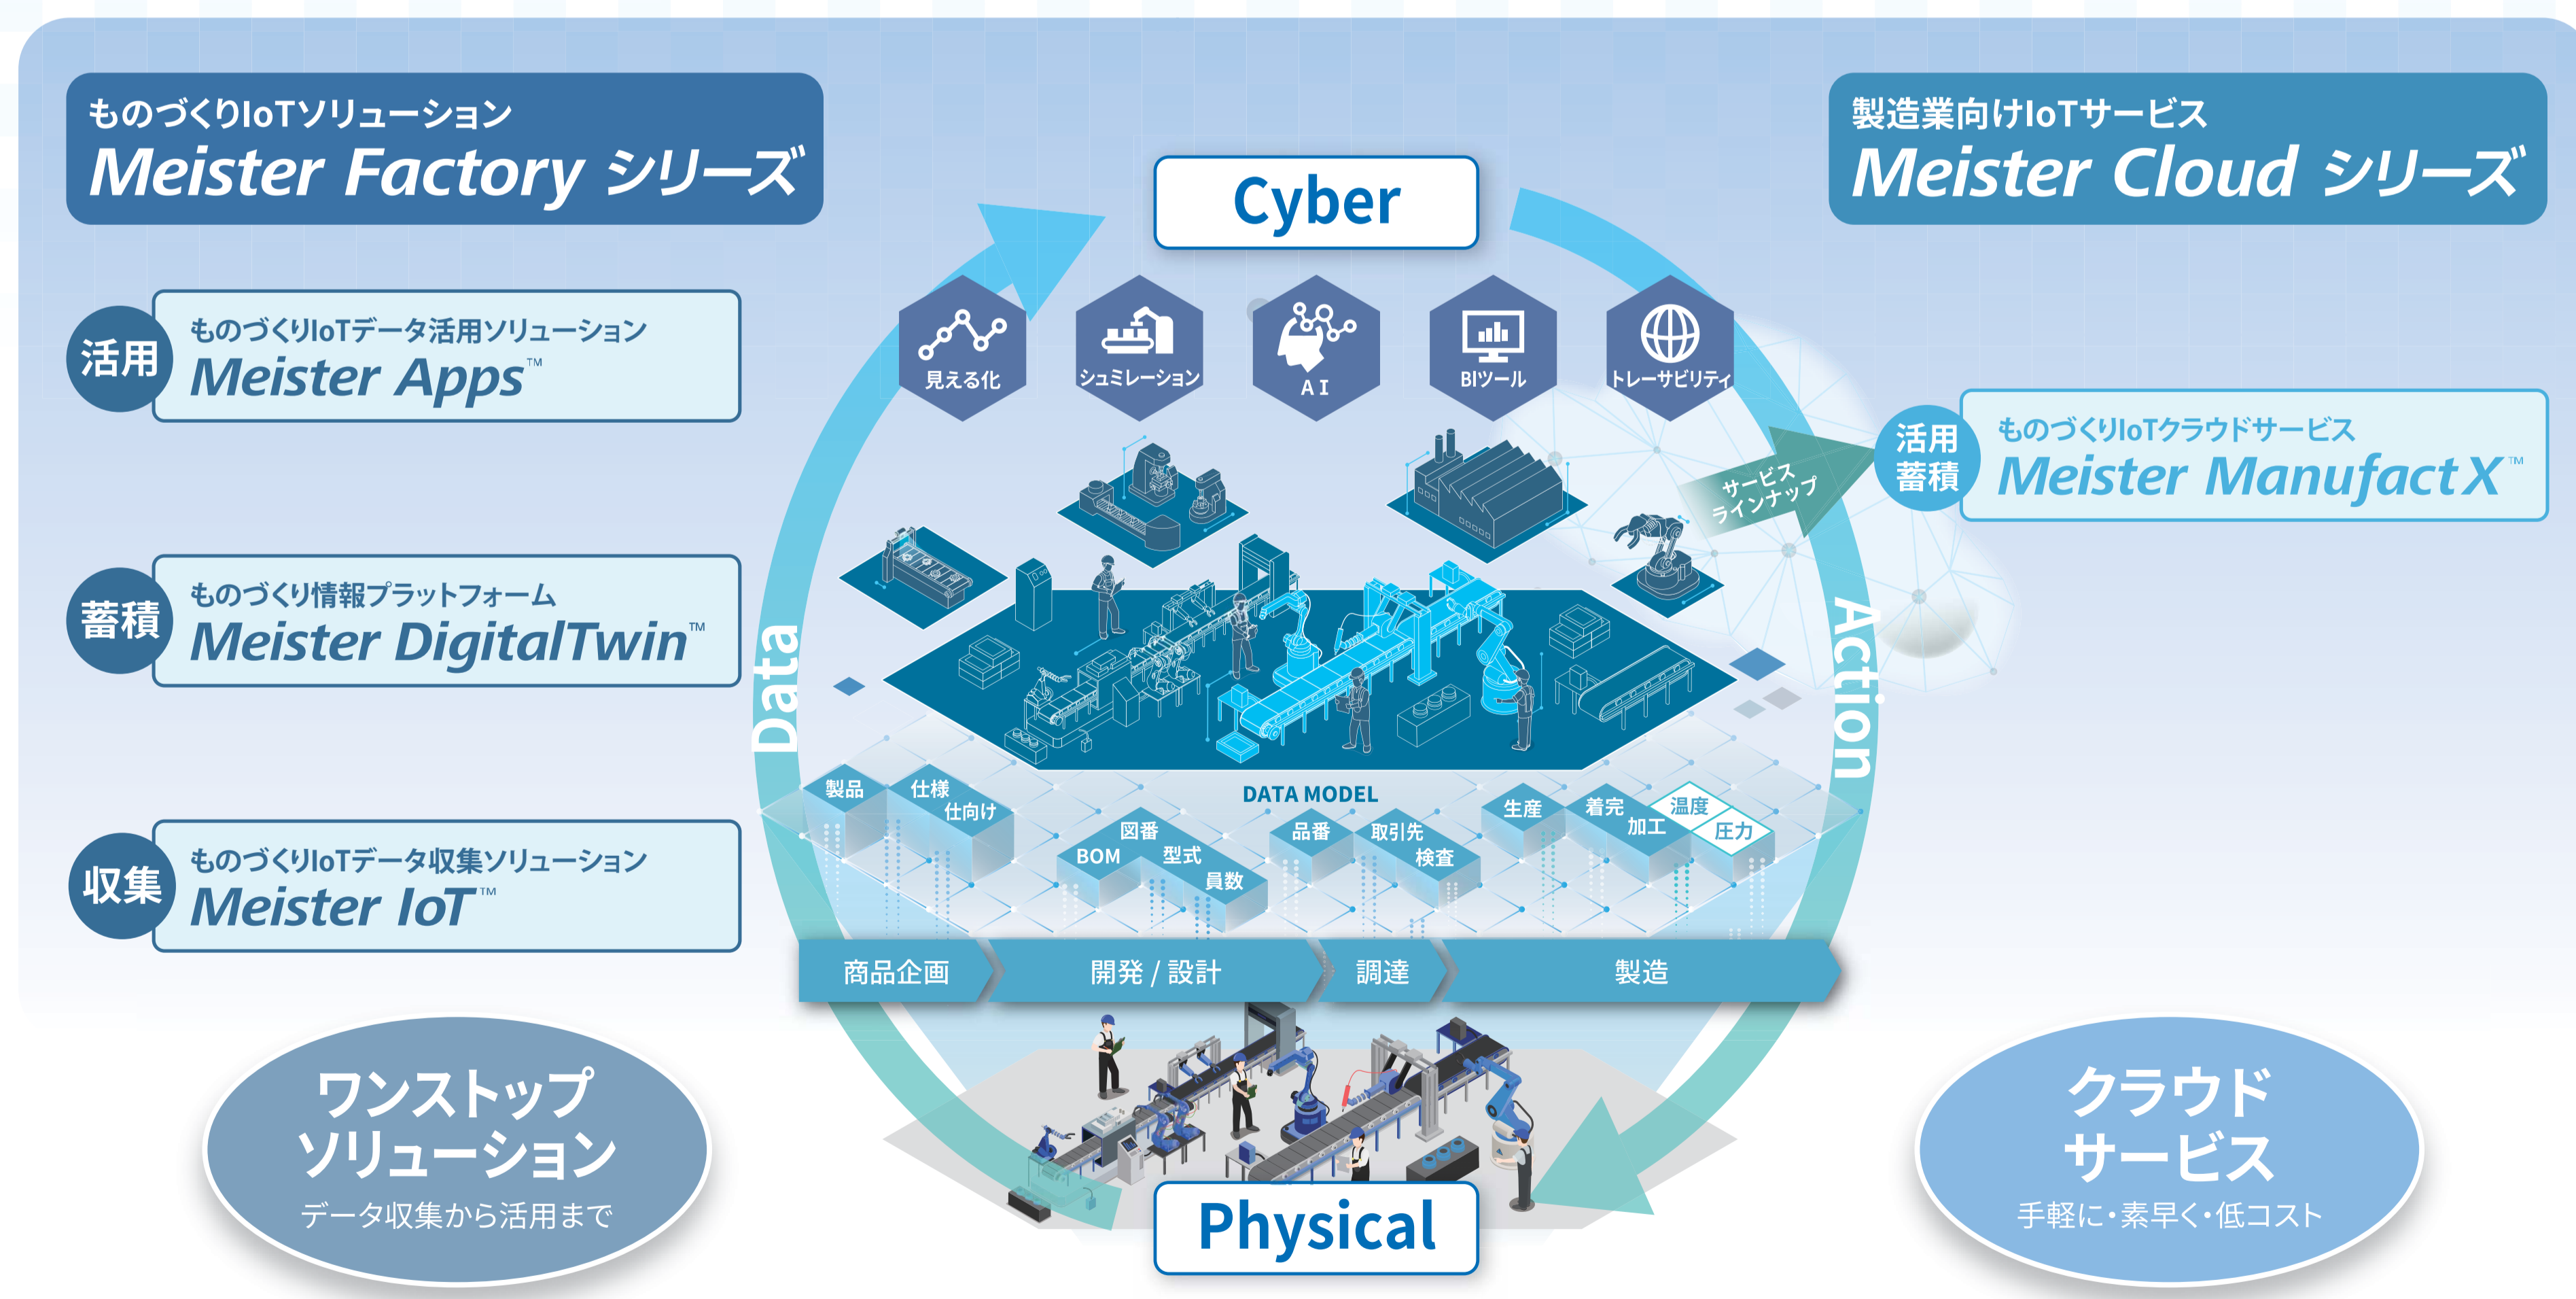 ものづくりIoTソリューション
Meister Factory シリーズ
製造業向けIoTサービス
Meister Cloud シリーズ
Cyber
活用
ものづくりIoTデータ活用ソリューション
Meister Apps™
蓄積
ものづくり情報プラットフォーム
Meister DigitalTwin™
収集
ものづくりIoTデータ収集ソリューション
Meister IoT™
見える化
シュミレーション
AI
BIツール
トレーサビリティ
サービス
ラインナップ
活用
蓄積
ものづくりIoTクラウドサービス
Meister ManufactX™
Data
Action
DATA MODEL
製品
仕様
仕向け
図番
BOM
型式
員数
品番
取引先
検査
生産
着完
加工
温度
圧力
商品企画
開発 / 設計
調達
製造
ワンストップ
ソリューション
データ収集から活用まで
Physical
クラウド
サービス
手軽に・素早く・低コスト